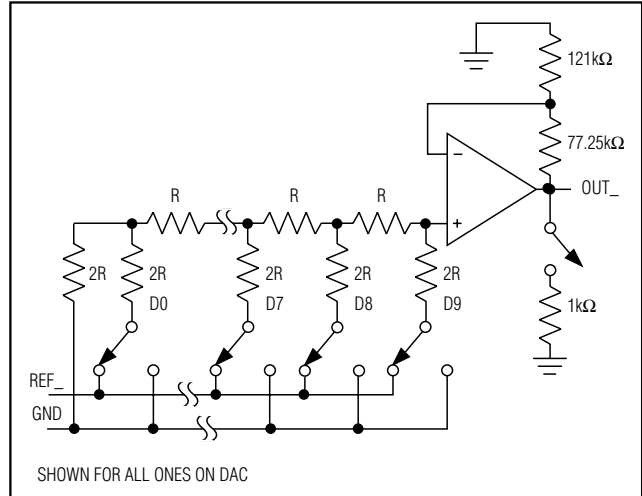 121kΩ
77.25kΩ
−
OUT_
R R R
+
2R 2R 2R 2R 2R
D0 D7 D8 D9
1kΩ
REF_
GND
SHOWN FOR ALL ONES ON DAC